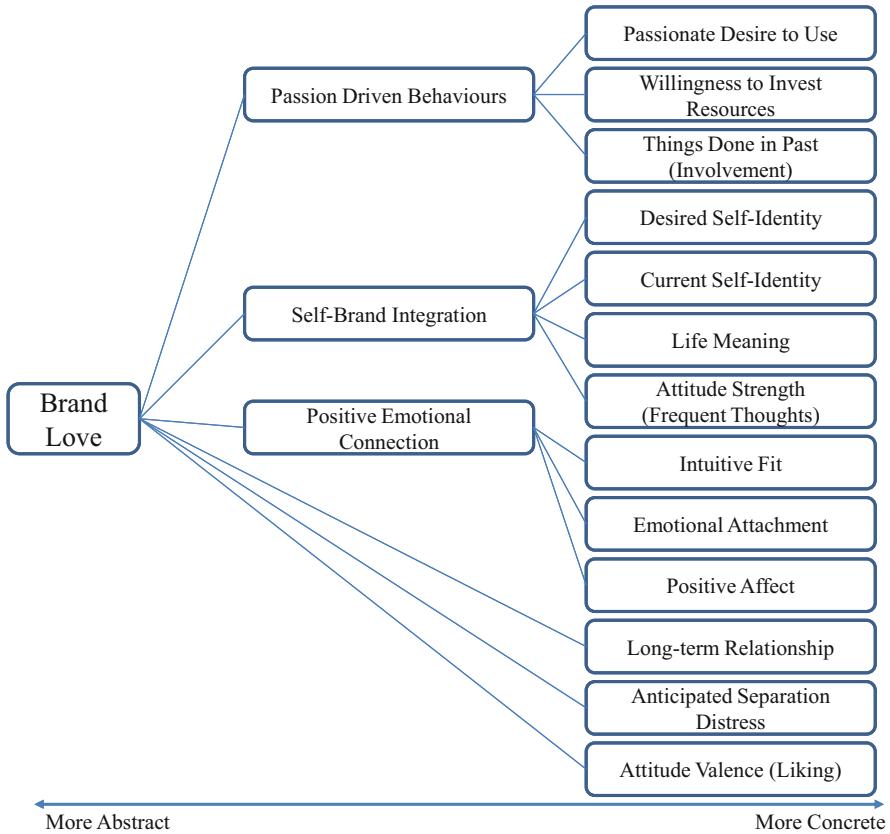 Passionate Desire to Use
Passion Driven Behaviours
Willingness to Invest
Resources
Things Done in Past
(Involvement)
Desired Self-Identity
Current Self-Identity
Self-Brand Integration
Life Meaning
Brand
Love
Attitude Strength
(Frequent Thoughts)
Positive Emotional
Connection
Intuitive Fit
Emotional Attachment
Positive Affect
Long-term Relationship
Anticipated Separation
Distress
Attitude Valence (Liking)
More Abstract
More Concrete